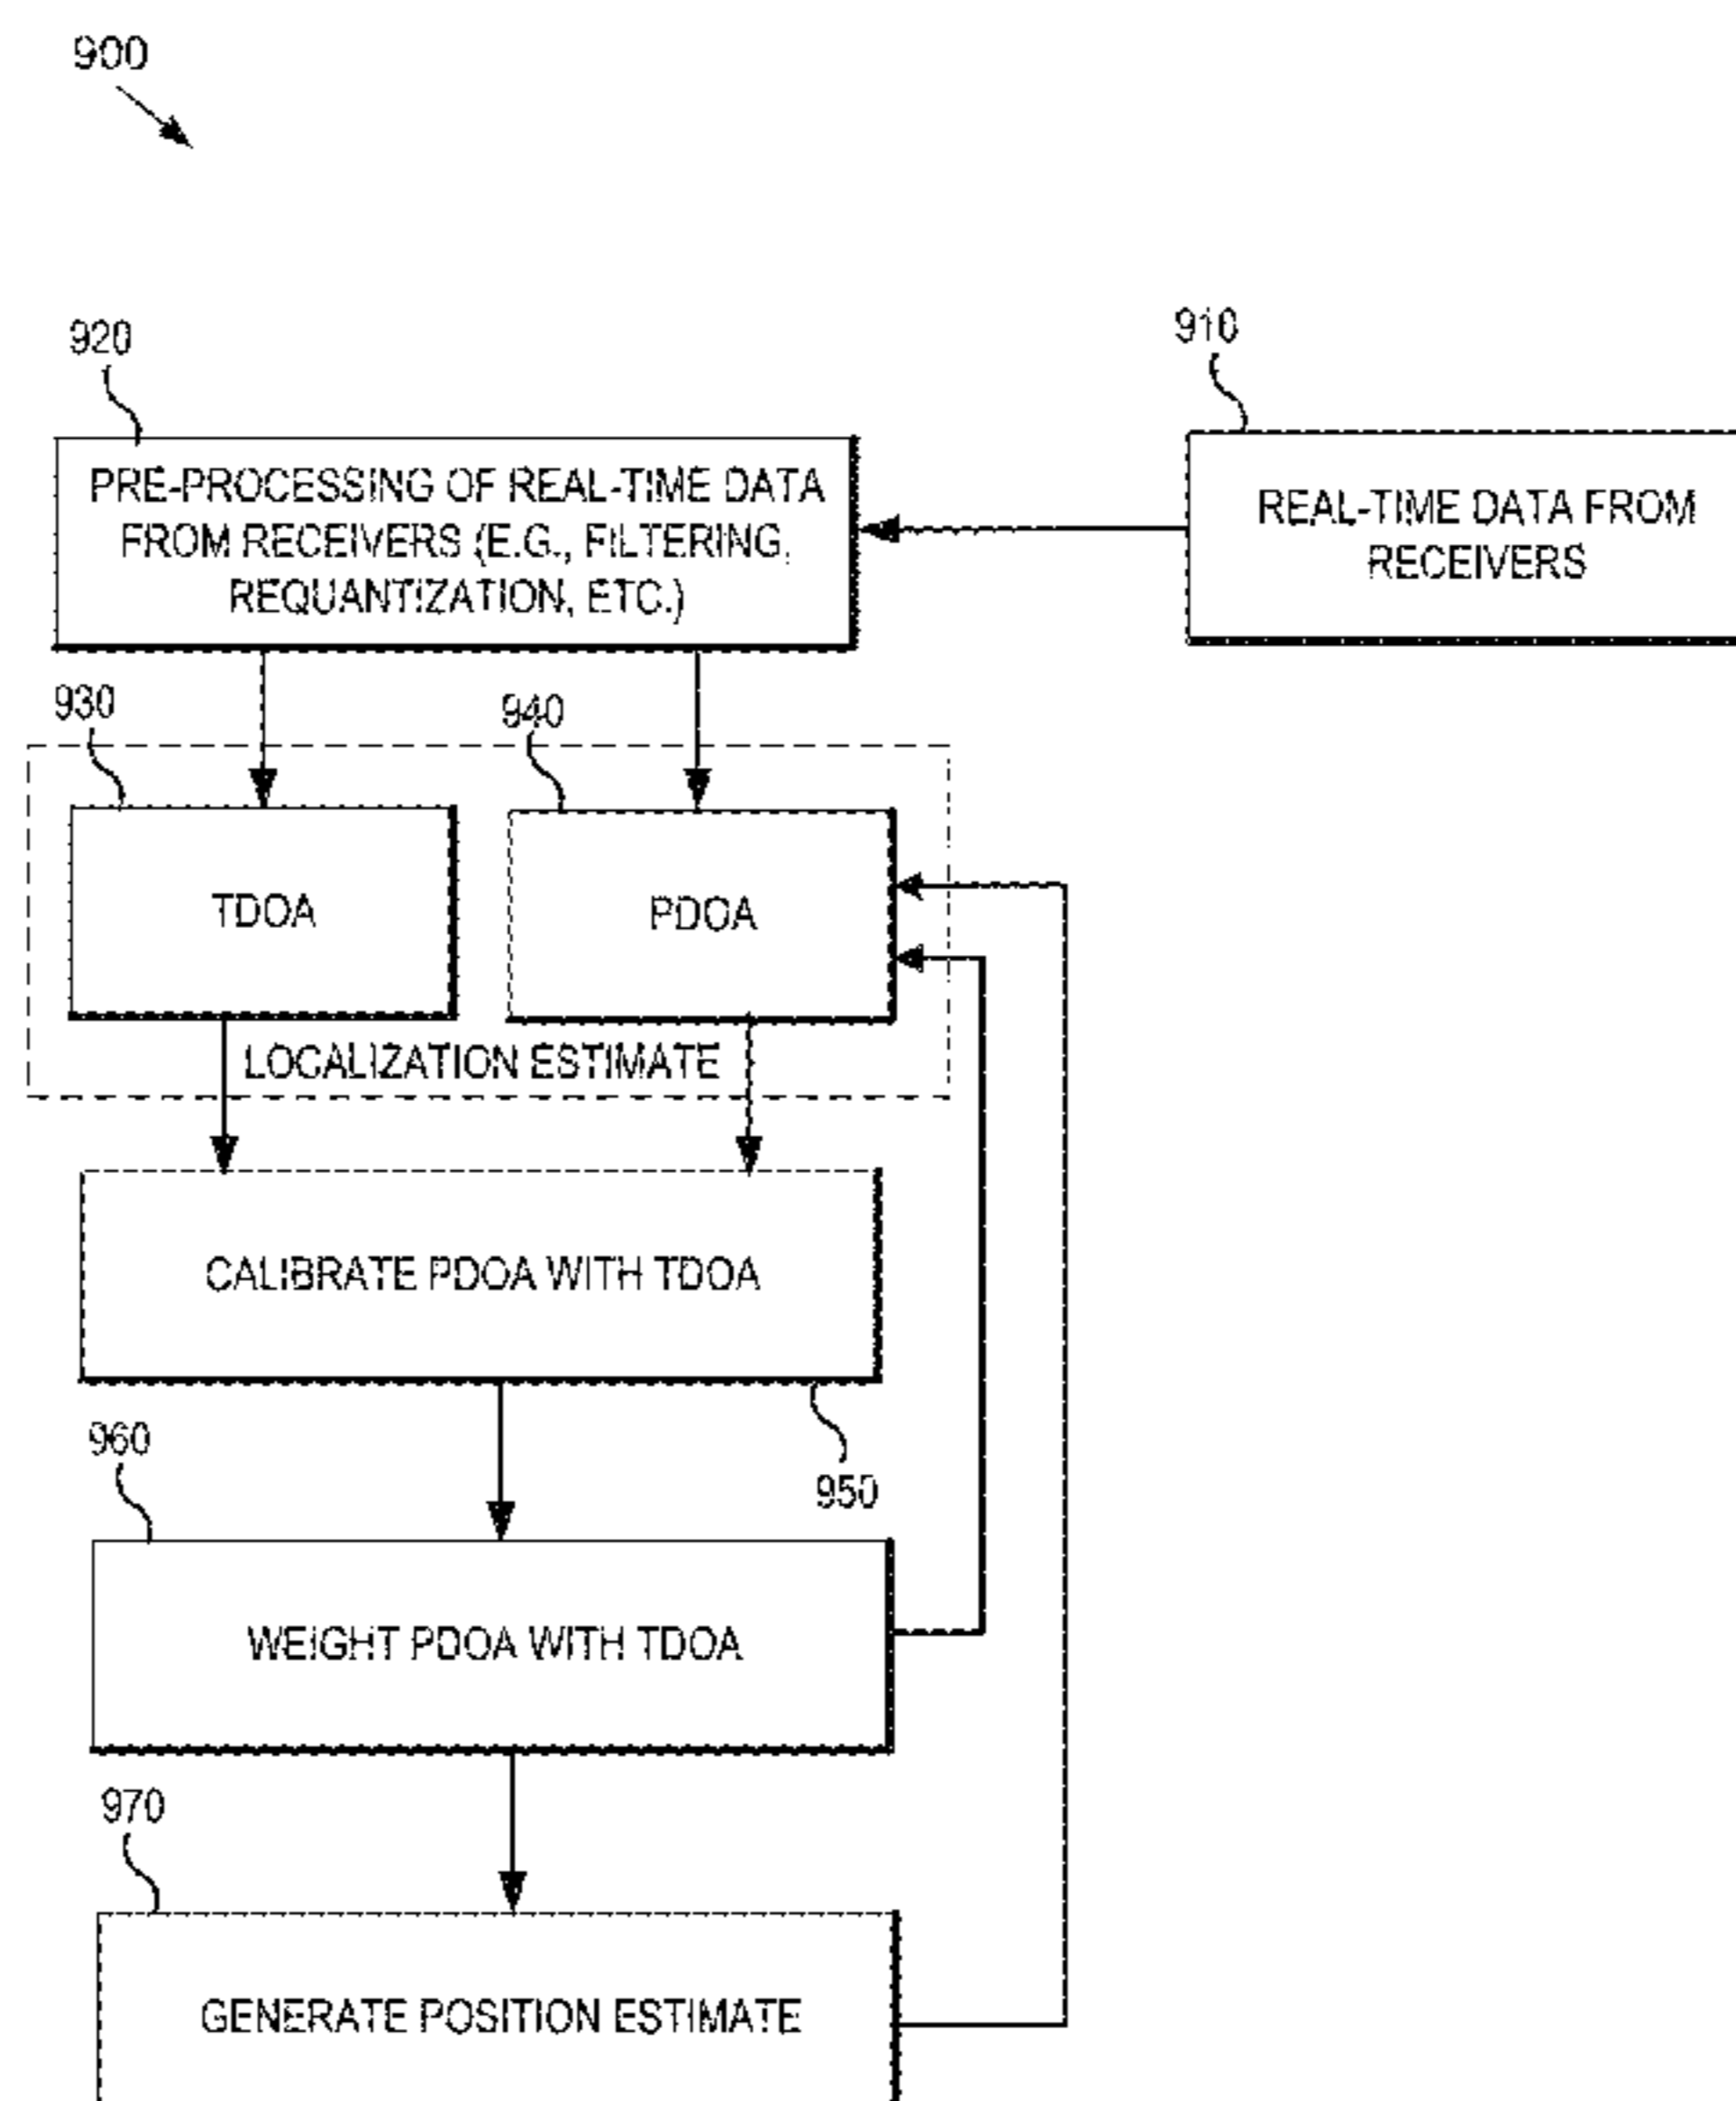 900
920
910
PRE-PROCESSING OF REAL-TIME DATA
FROM RECEIVERS (E.G., FILTERING,
REQUANTIZATION, ETC.)
REAL-TIME DATA FROM
RECEIVERS
930
940
TDOA
PDOA
LOCALIZATION ESTIMATE
CALIBRATE PDOA WITH TDOA
960
950
WEIGHT PDOA WITH TDOA
970
GENERATE POSITION ESTIMATE